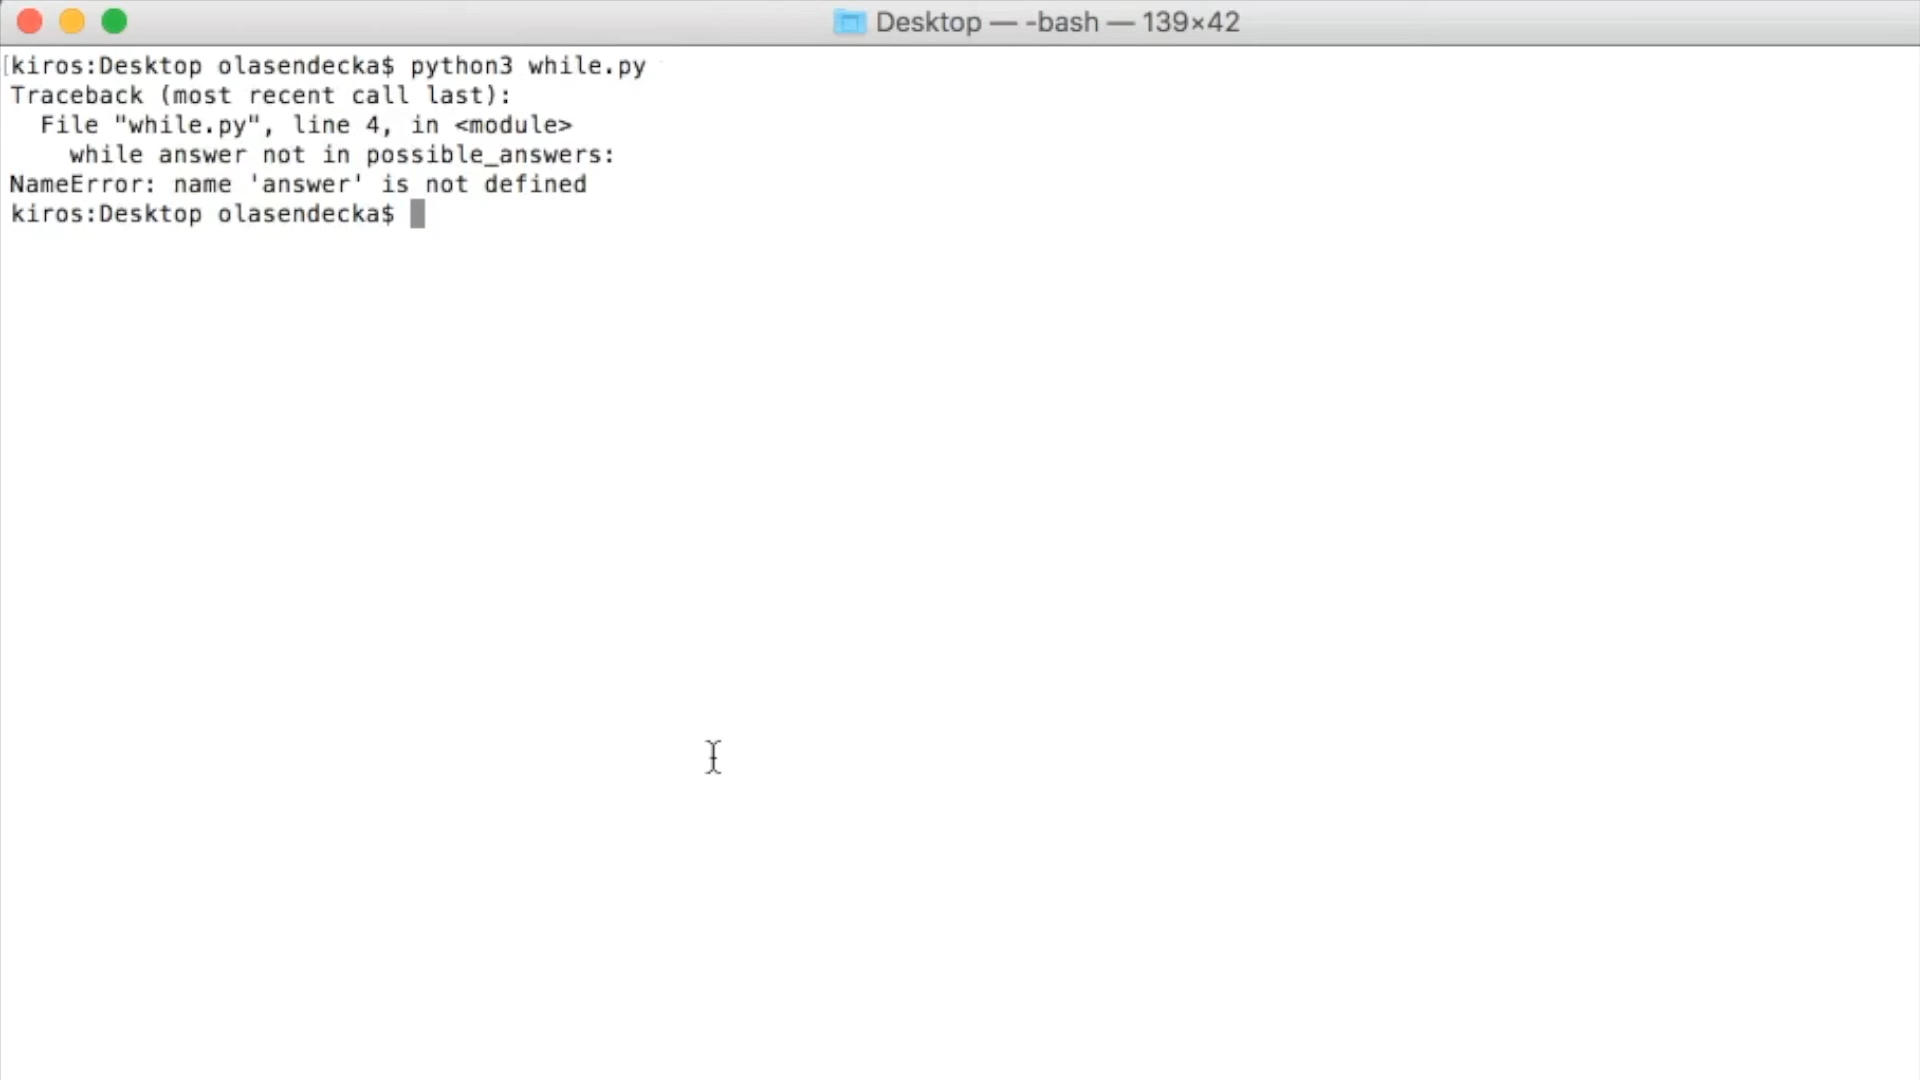 Desktop — -bash — 139×42
[kiros:Desktop olasendecka$ python3 while.py
Traceback (most recent call last):
  File "while.py", line 4, in <module>
    while answer not in possible_answers:
NameError: name 'answer' is not defined
kiros:Desktop olasendecka$